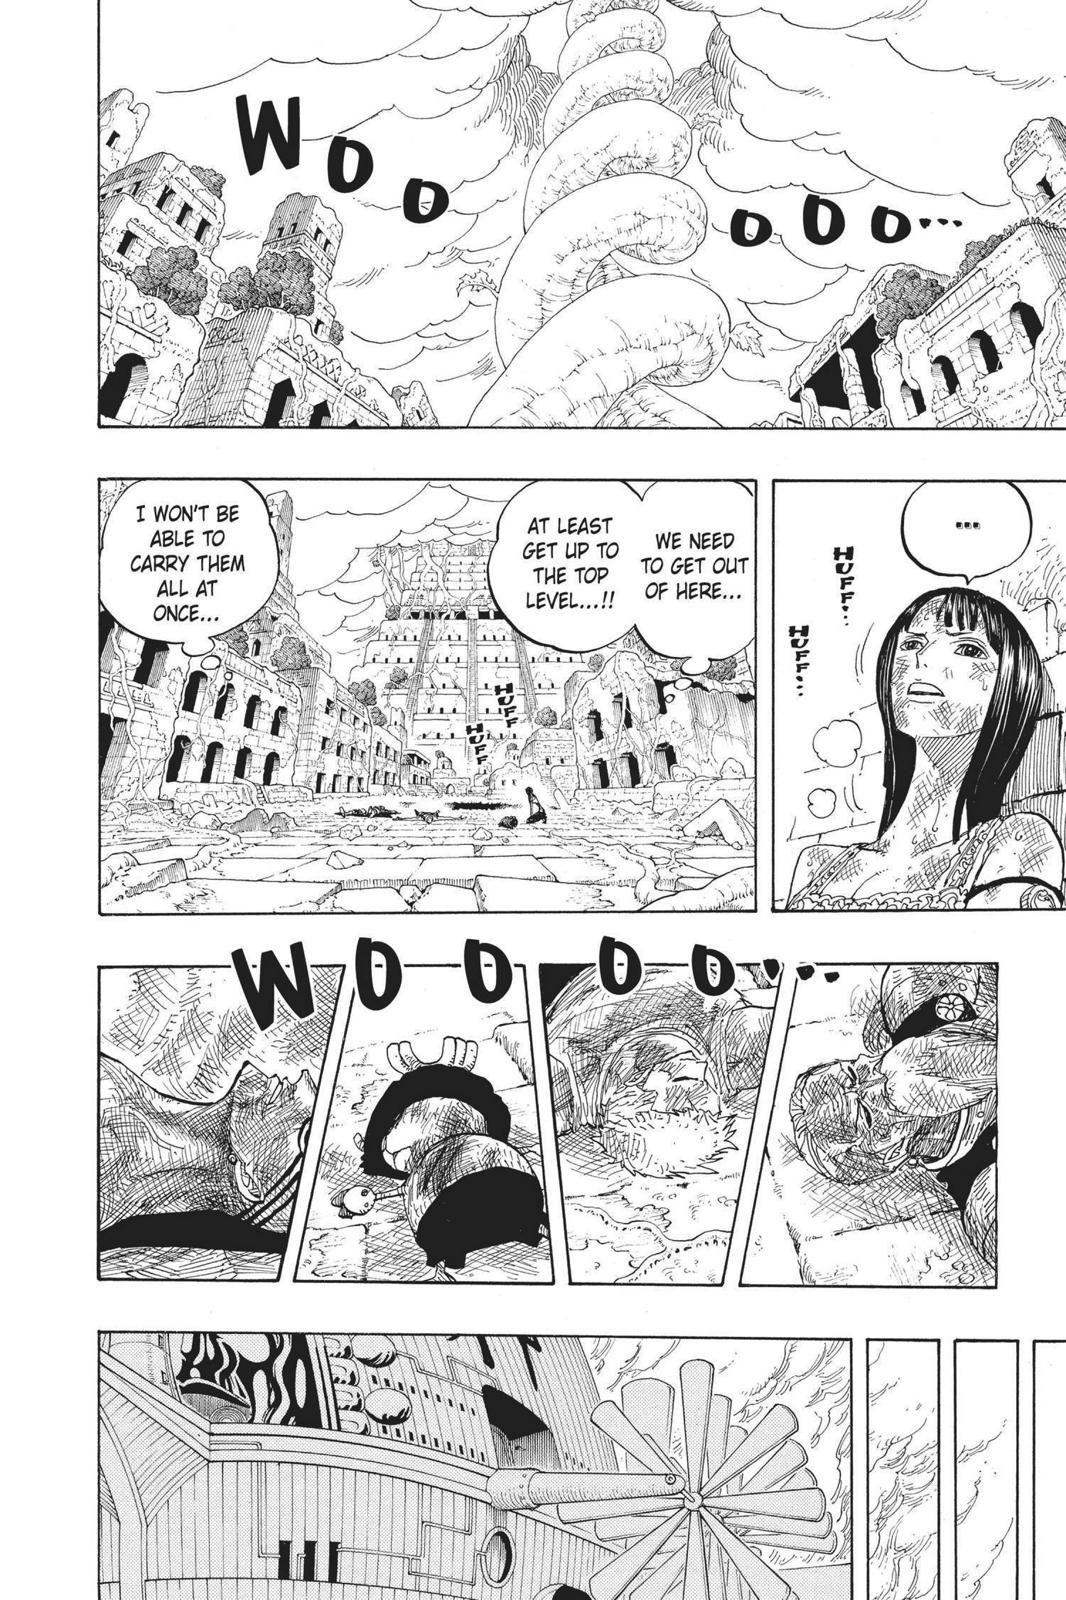 WOO
OOO...
...
HUFF...
HUFF...
WE NEED
TO GET OUT
OF HERE...
AT LEAST
GET UP TO
THE TOP
LEVEL...!!
HUFF
HUFF
I WON'T BE
ABLE TO
CARRY THEM
ALL AT
ONCE...
WOOOO...